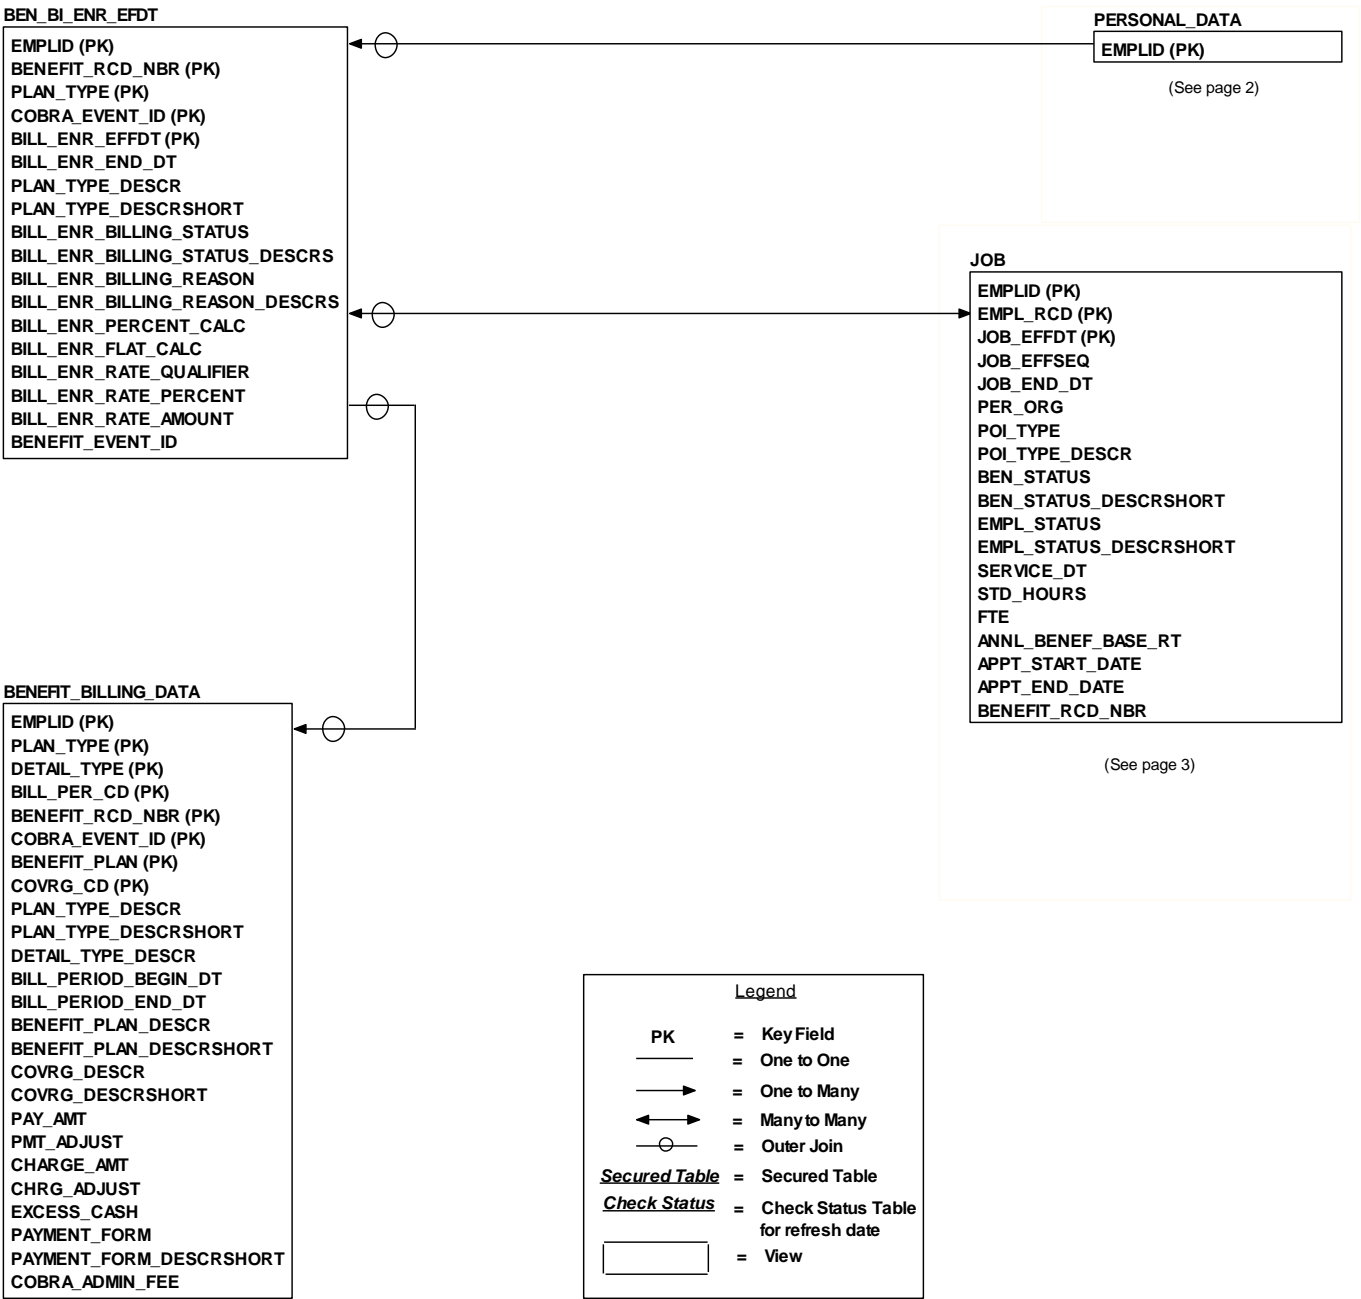 BEN_BI_ENR_EFDT
EMPLID (PK)
BENEFIT_RCD_NBR (PK)
PLAN_TYPE (PK)
COBRA_EVENT_ID (PK)
BILL_ENR_EFFDT (PK)
BILL_ENR_END_DT
PLAN_TYPE_DESCR
PLAN_TYPE_DESCRSHORT
BILL_ENR_BILLING_STATUS
BILL_ENR_BILLING_STATUS_DESCRS
BILL_ENR_BILLING_REASON
BILL_ENR_BILLING_REASON_DESCRS
BILL_ENR_PERCENT_CALC
BILL_ENR_FLAT_CALC
BILL_ENR_RATE_QUALIFIER
BILL_ENR_RATE_PERCENT
BILL_ENR_RATE_AMOUNT
BENEFIT_EVENT_ID
PERSONAL_DATA
EMPLID (PK)
(See page 2)
JOB
EMPLID (PK)
EMPL_RCD (PK)
JOB_EFFDT (PK)
JOB_EFFSEQ
JOB_END_DT
PER_ORG
POI_TYPE
POI_TYPE_DESCR
BEN_STATUS
BEN_STATUS_DESCRSHORT
EMPL_STATUS
EMPL_STATUS_DESCRSHORT
SERVICE_DT
STD_HOURS
FTE
ANNL_BENEF_BASE_RT
APPT_START_DATE
APPT_END_DATE
BENEFIT_RCD_NBR
(See page 3)
BENEFIT_BILLING_DATA
EMPLID (PK)
PLAN_TYPE (PK)
DETAIL_TYPE (PK)
BILL_PER_CD (PK)
BENEFIT_RCD_NBR (PK)
COBRA_EVENT_ID (PK)
BENEFIT_PLAN (PK)
COVRG_CD (PK)
PLAN_TYPE_DESCR
PLAN_TYPE_DESCRSHORT
DETAIL_TYPE_DESCR
BILL_PERIOD_BEGIN_DT
BILL_PERIOD_END_DT
BENEFIT_PLAN_DESCR
BENEFIT_PLAN_DESCRSHORT
COVRG_DESCR
COVRG_DESCRSHORT
PAY_AMT
PMT_ADJUST
CHARGE_AMT
CHRG_ADJUST
EXCESS_CASH
PAYMENT_FORM
PAYMENT_FORM_DESCRSHORT
COBRA_ADMIN_FEE
Legend
PK = Key Field
= One to One
= One to Many
= Many to Many
= Outer Join
Secured Table = Secured Table
Check Status = Check Status Table
for refresh date
= View